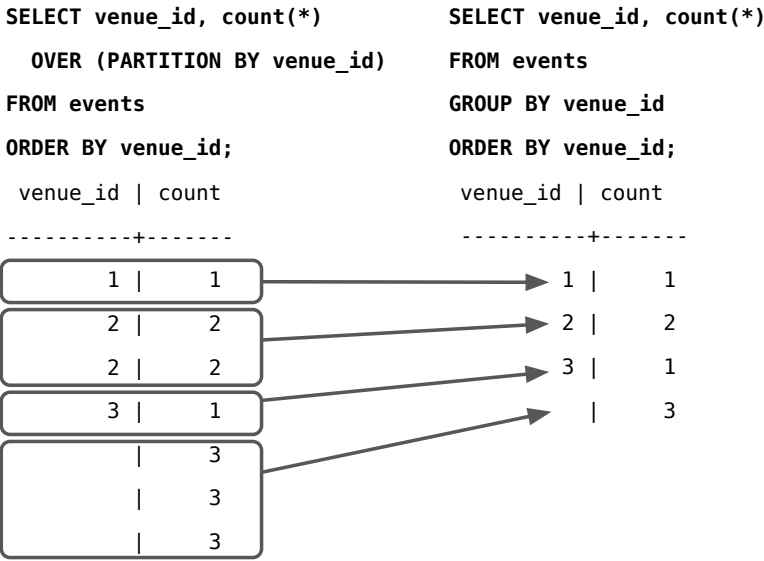 SELECT venue_id, count(*)
  OVER (PARTITION BY venue_id)
FROM events
ORDER BY venue_id;
 venue_id | count
----------+-------
        1 |     1
        2 |     2
        2 |     2
        3 |     1
          |     3
          |     3
          |     3
SELECT venue_id, count(*)
FROM events
GROUP BY venue_id
ORDER BY venue_id;
 venue_id | count
----------+-------
        1 |     1
        2 |     2
        3 |     1
          |     3